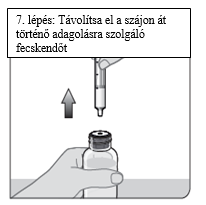 7. lépés: Távolítsa el a szájon át
történő adagolásra szolgáló
fecskendőt